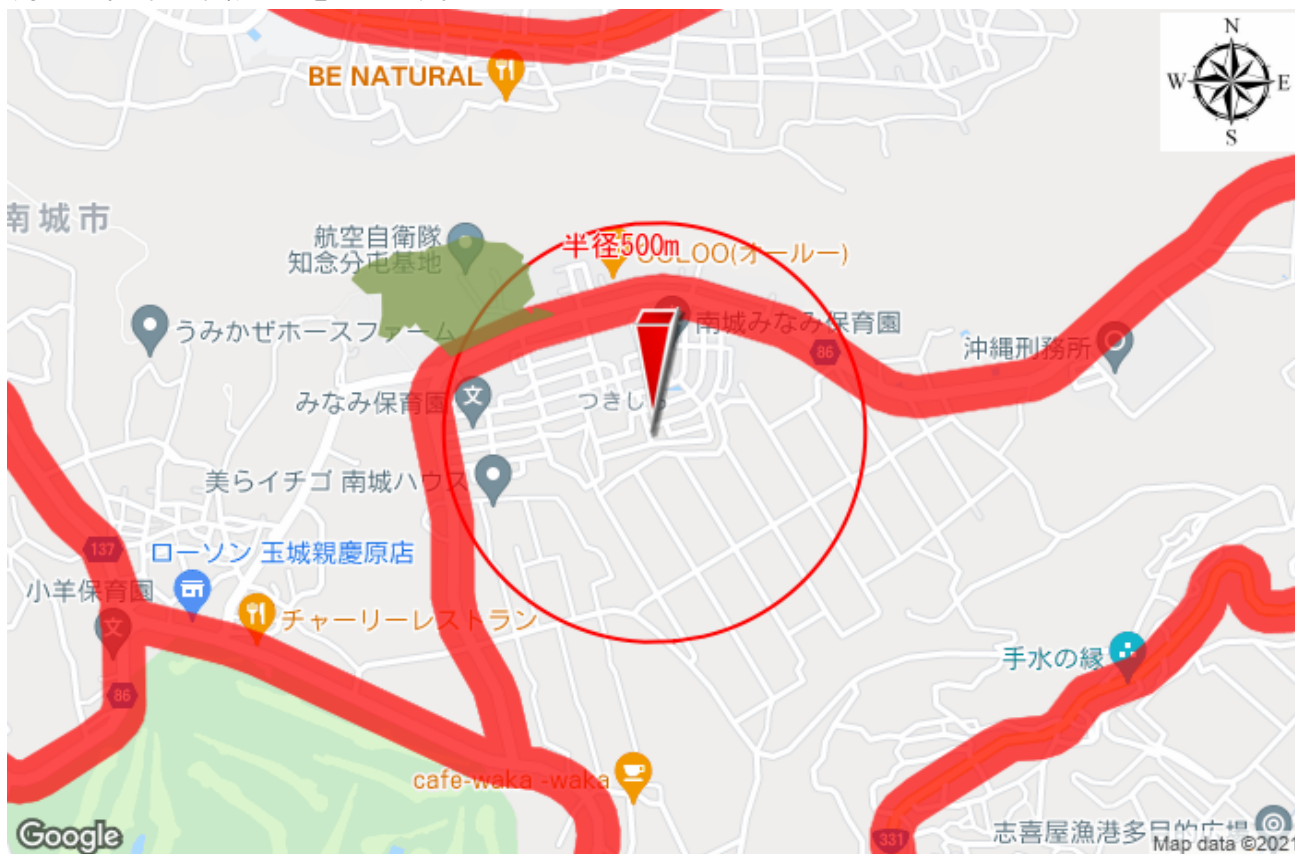 N
W
E
S
BE NATURAL
南城市
航空自衛隊
知念分屯基地
半径500m
OOLOO(オールー)
うみかぜホースファーム
南城みなみ保育園
86
沖縄刑務所
みなみ保育園
文
つきしろ
美らイチゴ 南城ハウス
137
ローソン 玉城親慶原店
小羊保育園
文
チャーリーレストラン
手水の縁
86
cafe-waka -waka
331
志喜屋漁港多目的広場
Google
Map data ©2021